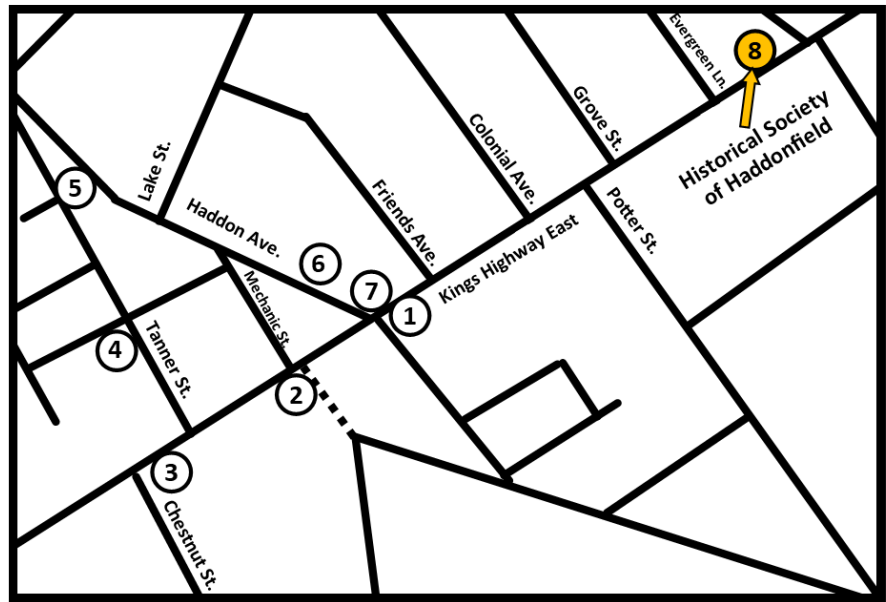 Evergreen Ln.
8
Grove St.
Colonial Ave.
Historical Society
of Haddonfield
Lake St.
5
Friends Ave.
Haddon Ave.
Potter St.
Kings Highway East
6
7
1
Mechanic St.
4
Tanner St.
2
3
Chestnut St.